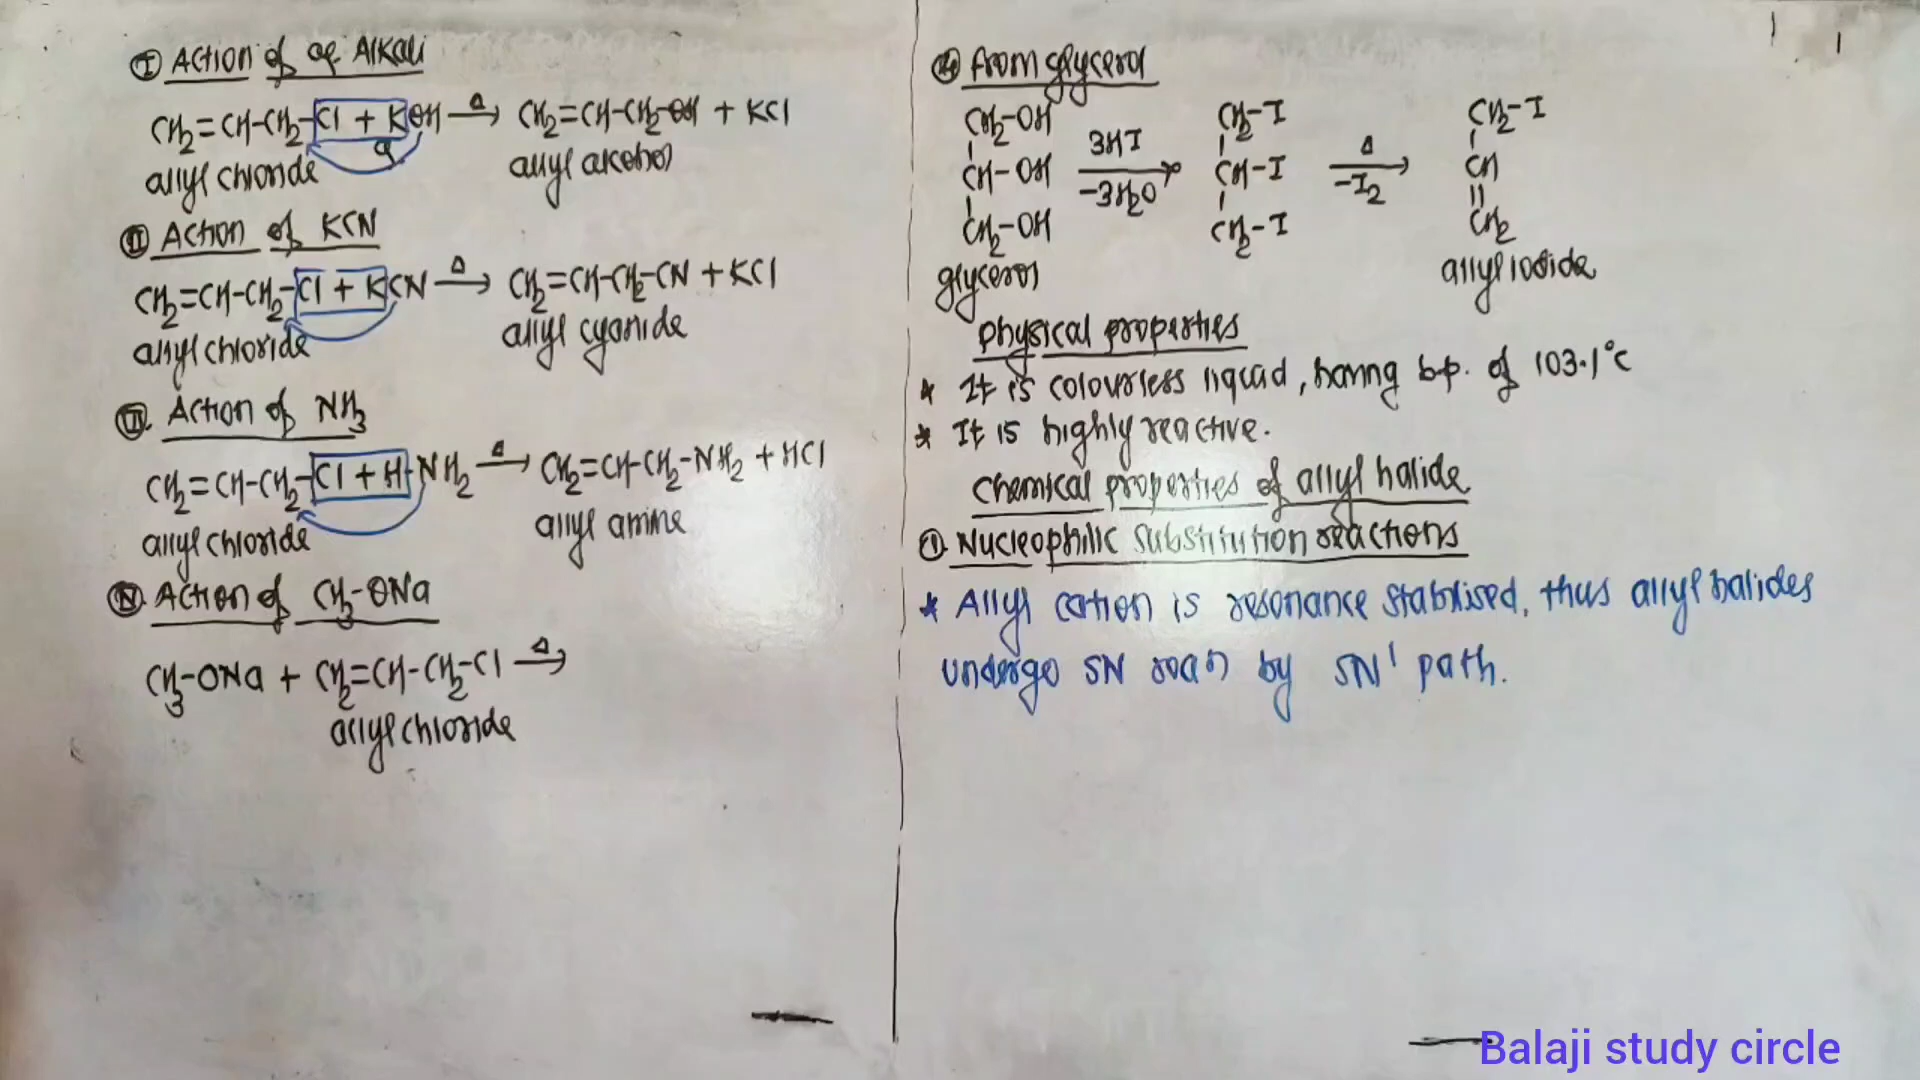 I Action of aq Alkali
CH2=CH-CH2-Cl + KOH —Δ→ CH2=CH-CH2-OH + KCl
aq
allyl chloride allyl alcohol
II Action of KCN
CH2=CH-CH2-Cl + KCN —Δ→ CH2=CH-CH2-CN + KCl
allyl chloride allyl cyanide
III. Action of NH3
CH2=CH-CH2-Cl + H-NH2 —Δ→ CH2=CH-CH2-NH2 + HCl
allyl chloride allyl amine
IV. Action of CH3-ONa
CH3-ONa + CH2=CH-CH2-Cl —Δ→
allyl chloride
4 From glycerol
CH2-OH CH2-I CH2-I
3HI Δ
CH-OH → CH-I → CH
-3H2O -I2
CH2-OH CH2-I CH2
glycerol allyl iodide
Physical properties
* It is colourless liquid, having b.p. of 103.1°C
* It is highly reactive.
Chemical properties of allyl halide
1. Nucleophilic substitution reactions
* Allyl cation is resonance stabilised, thus allyl halides
undergo SN rean by SN1 path.
Balaji study circle